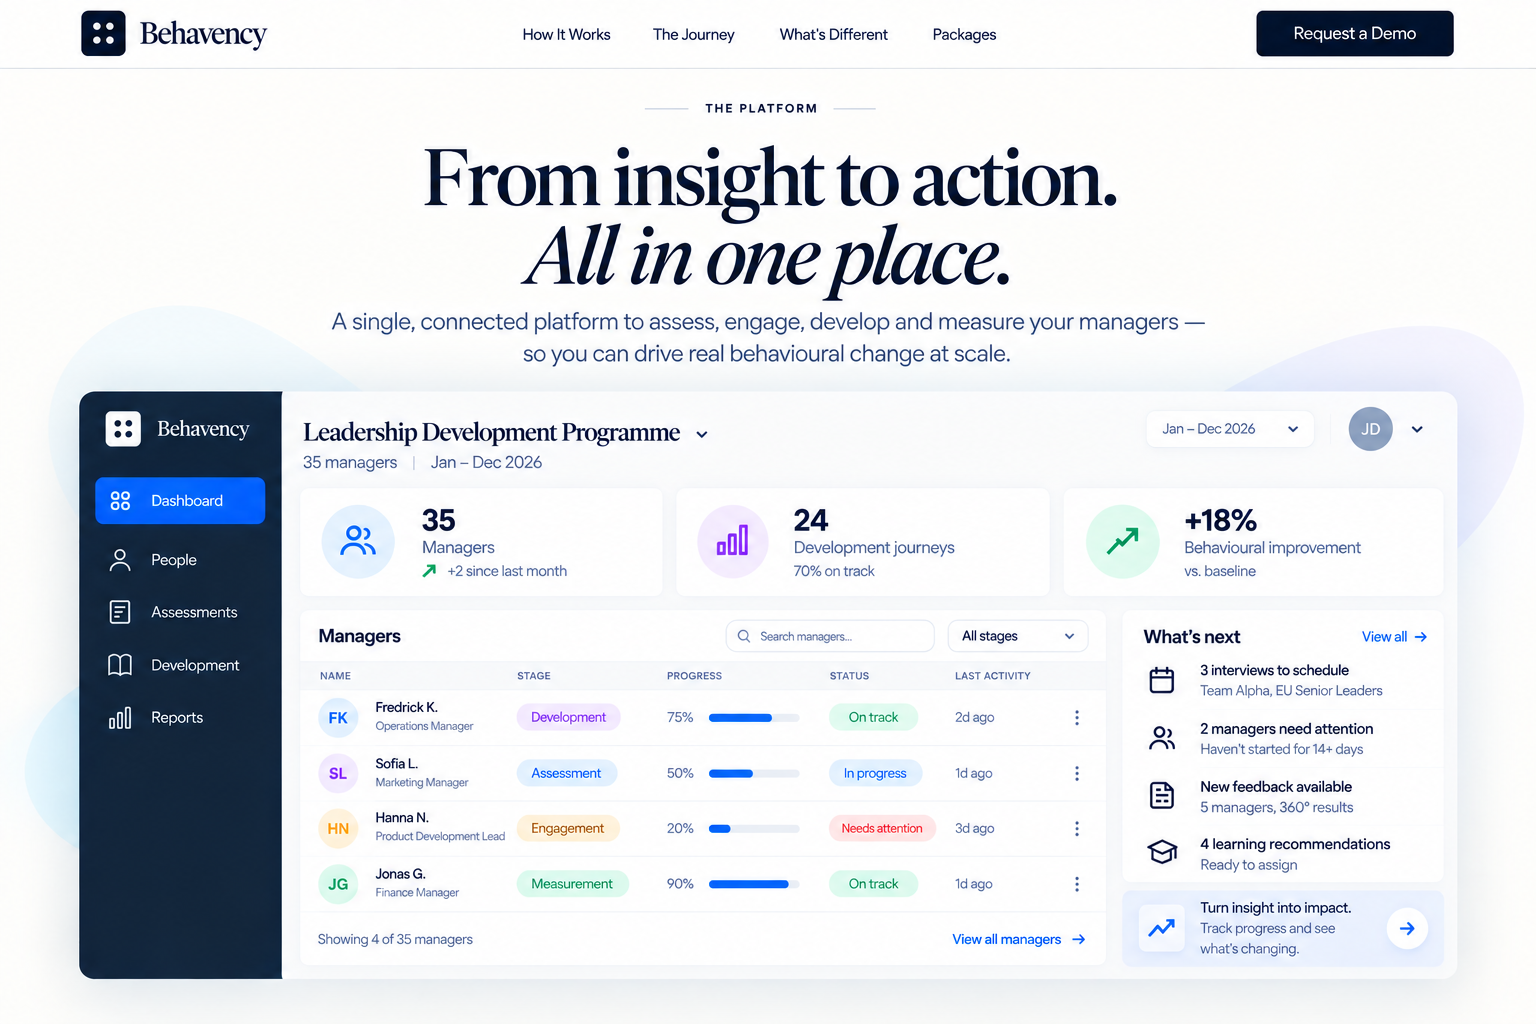 Behavency
How It Works
The Journey
What's Different
Packages
Request a Demo
THE PLATFORM
From insight to action.
All in one place.
A single, connected platform to assess, engage, develop and measure your managers —
so you can drive real behavioural change at scale.
Behavency
Dashboard
People
Assessments
Development
Reports
Leadership Development Programme
35 managers | Jan – Dec 2026
Jan – Dec 2026
JD
35
Managers
+2 since last month
24
Development journeys
70% on track
+18%
Behavioural improvement
vs. baseline
Managers
Search managers...
All stages
NAME STAGE PROGRESS STATUS LAST ACTIVITY
FK
Fredrick K.
Operations Manager
Development
75%
On track
2d ago
SL
Sofia L.
Marketing Manager
Assessment
50%
In progress
1d ago
HN
Hanna N.
Product Development Lead
Engagement
20%
Needs attention
3d ago
JG
Jonas G.
Finance Manager
Measurement
90%
On track
1d ago
Showing 4 of 35 managers
View all managers
What's next
View all
3 interviews to schedule
Team Alpha, EU Senior Leaders
2 managers need attention
Haven't started for 14+ days
New feedback available
5 managers, 360° results
4 learning recommendations
Ready to assign
Turn insight into impact.
Track progress and see
what's changing.